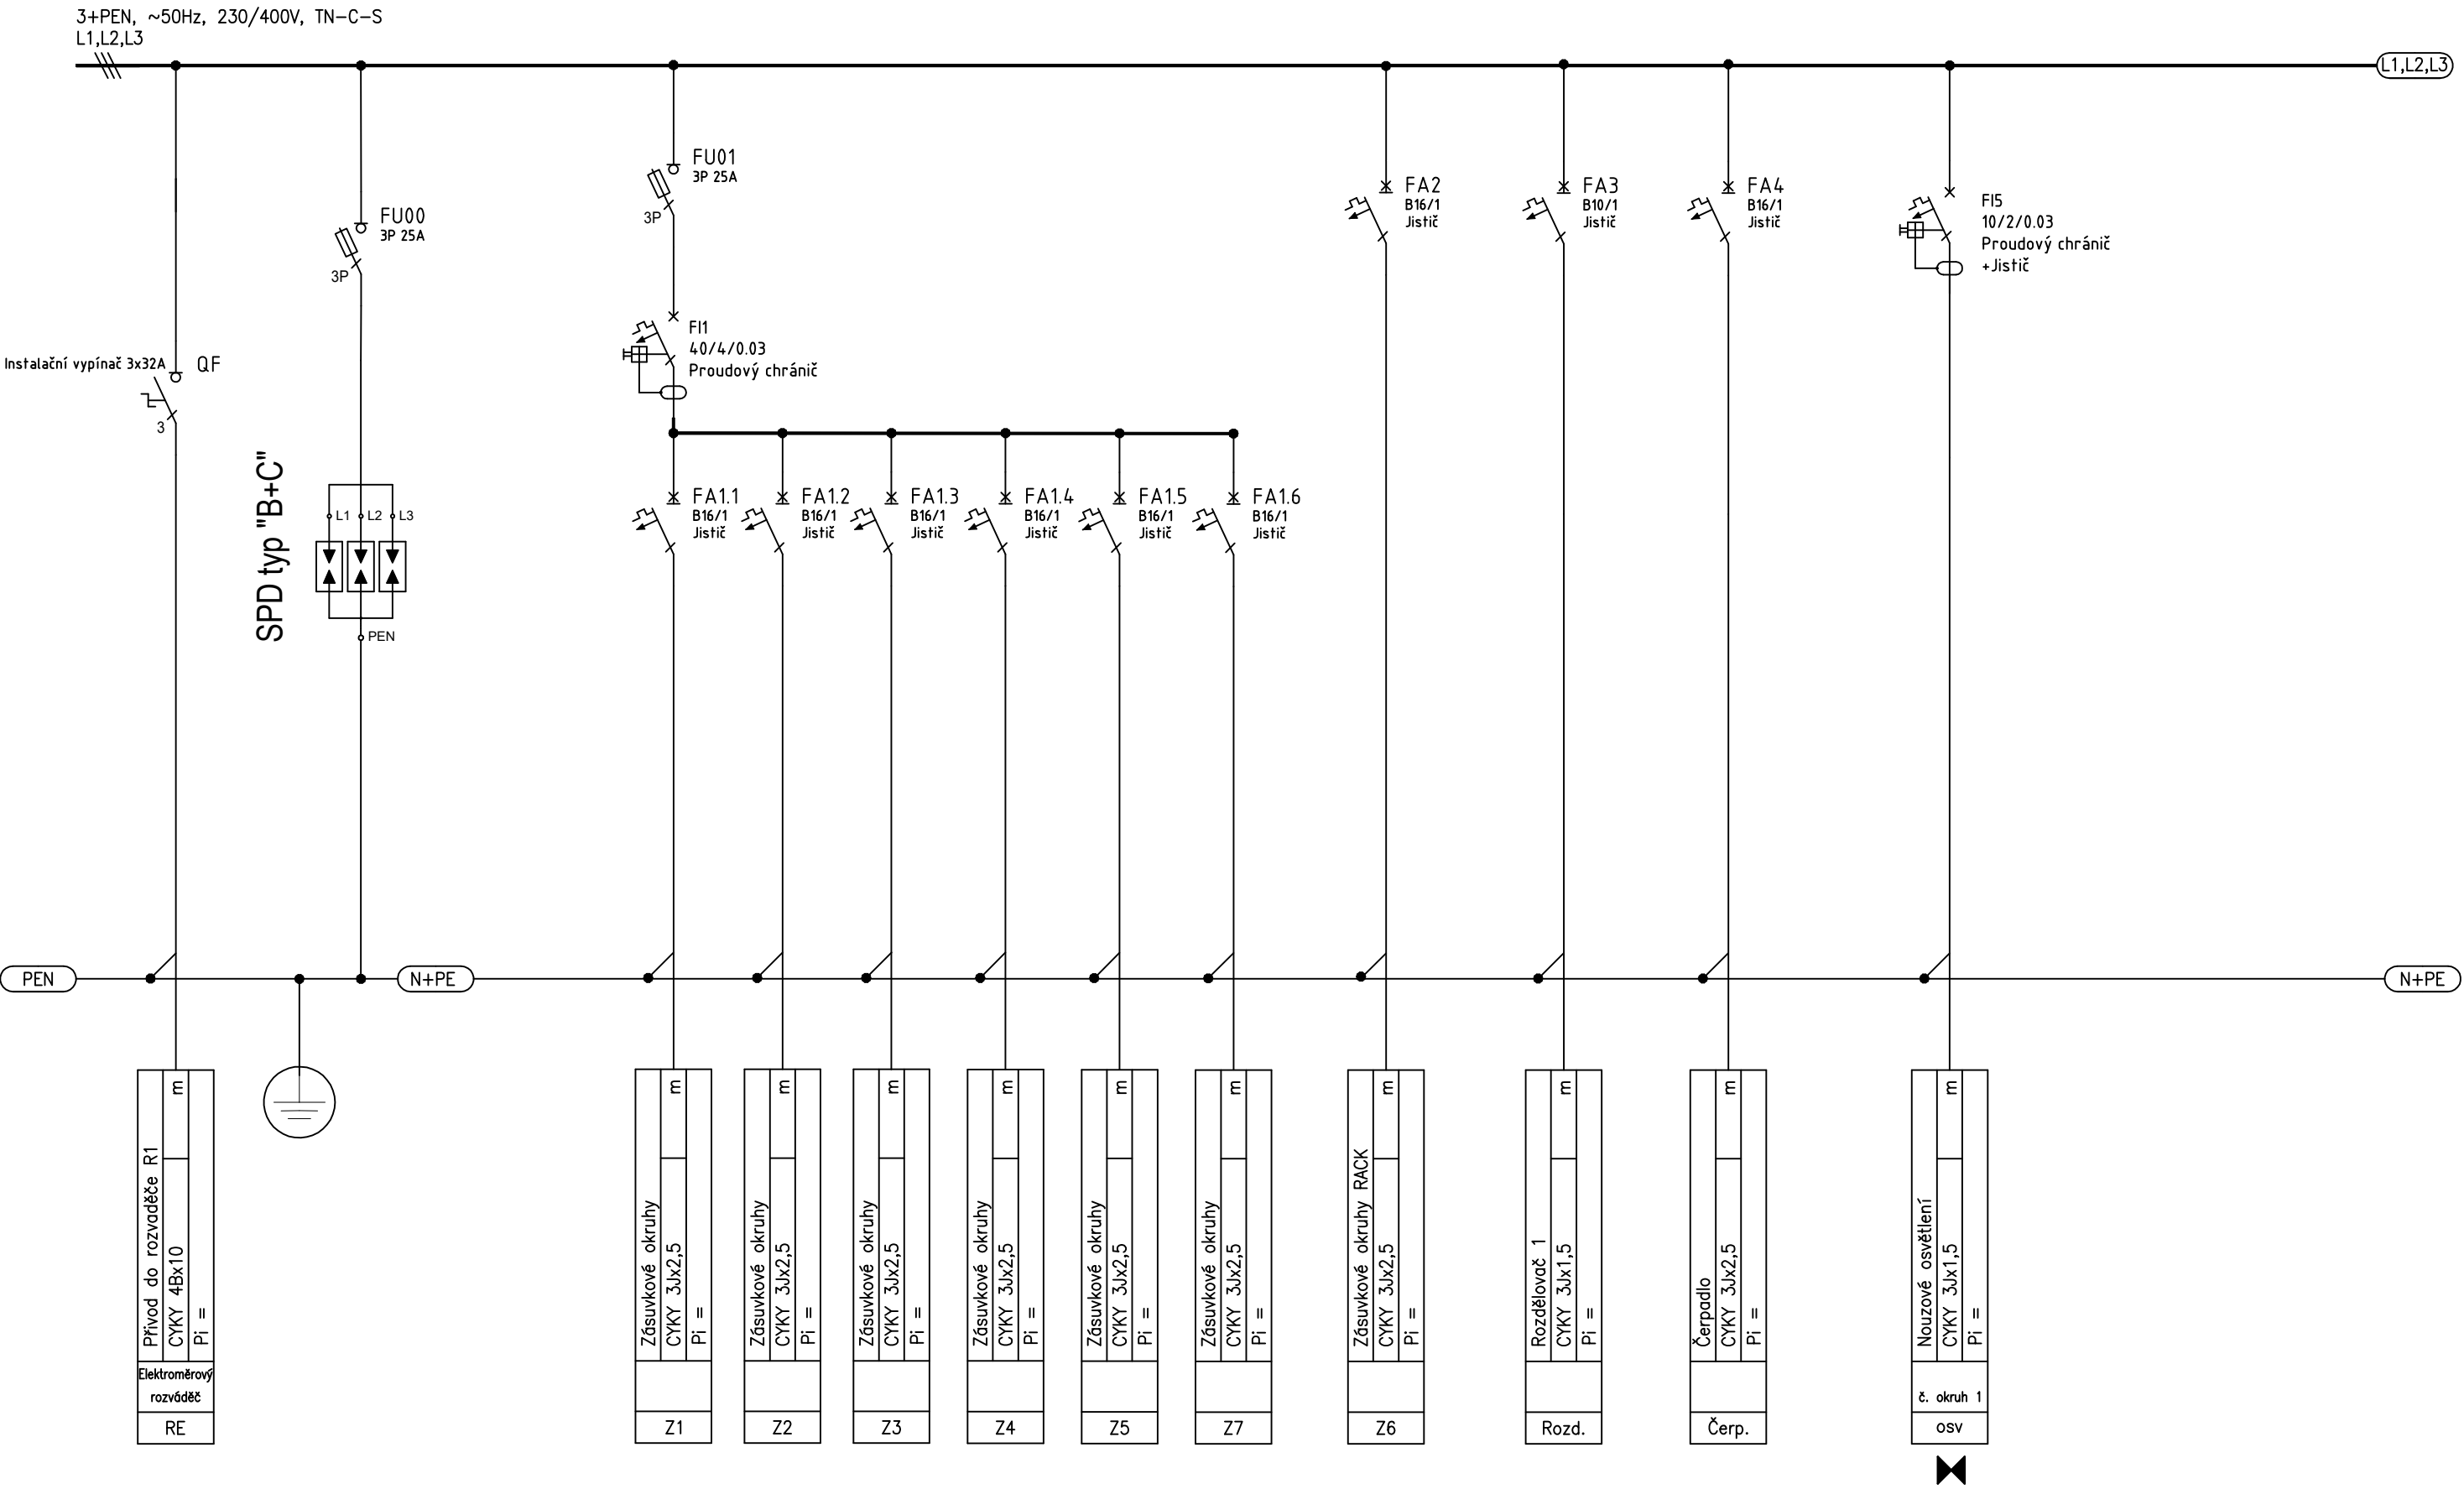 3+PEN, ~50Hz, 230/400V, TN-C-S
L1,L2,L3
L1,L2,L3
Instalační vypínač 3x32A
QF
3
FU00
3P 25A
3P
SPD typ "B+C"
L1
L2
L3
PEN
FU01
3P 25A
3P
FI1
40/4/0.03
Proudový chránič
FA1.1
B16/1
Jistič
FA1.2
B16/1
Jistič
FA1.3
B16/1
Jistič
FA1.4
B16/1
Jistič
FA1.5
B16/1
Jistič
FA1.6
B16/1
Jistič
FA2
B16/1
Jistič
FA3
B10/1
Jistič
FA4
B16/1
Jistič
FI5
10/2/0.03
Proudový chránič
+Jistič
PEN
N+PE
N+PE
Přívod do rozvaděče R1
CYKY 4Bx10
m
Pi =
Elektroměrový
rozváděč
RE
Zásuvkové okruhy
CYKY 3Jx2,5
m
Pi =
Z1
Zásuvkové okruhy
CYKY 3Jx2,5
m
Pi =
Z2
Zásuvkové okruhy
CYKY 3Jx2,5
m
Pi =
Z3
Zásuvkové okruhy
CYKY 3Jx2,5
m
Pi =
Z4
Zásuvkové okruhy
CYKY 3Jx2,5
m
Pi =
Z5
Zásuvkové okruhy
CYKY 3Jx2,5
m
Pi =
Z7
Zásuvkové okruhy RACK
CYKY 3Jx2,5
m
Pi =
Z6
Rozdělovač 1
CYKY 3Jx1,5
m
Pi =
Rozd.
Čerpadlo
CYKY 3Jx2,5
m
Pi =
Čerp.
Nouzové osvětlení
CYKY 3Jx1,5
m
Pi =
č. okruh 1
osv